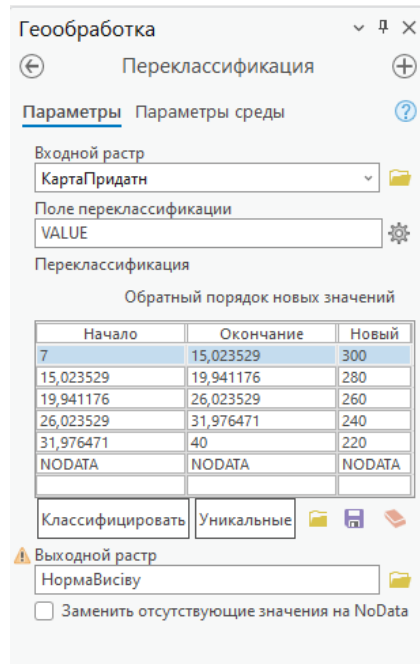 Геообработка
Переклассификация
Параметры Параметры среды
Входной растр
КартаПридатн
Поле переклассификации
VALUE
Переклассификация
Обратный порядок новых значений
Начало Окончание Новый
7 15,023529 300
15,023529 19,941176 280
19,941176 26,023529 260
26,023529 31,976471 240
31,976471 40 220
NODATA NODATA NODATA
Классифицировать Уникальные
Выходной растр
НормаВисіву
Заменить отсутствующие значения на NoData